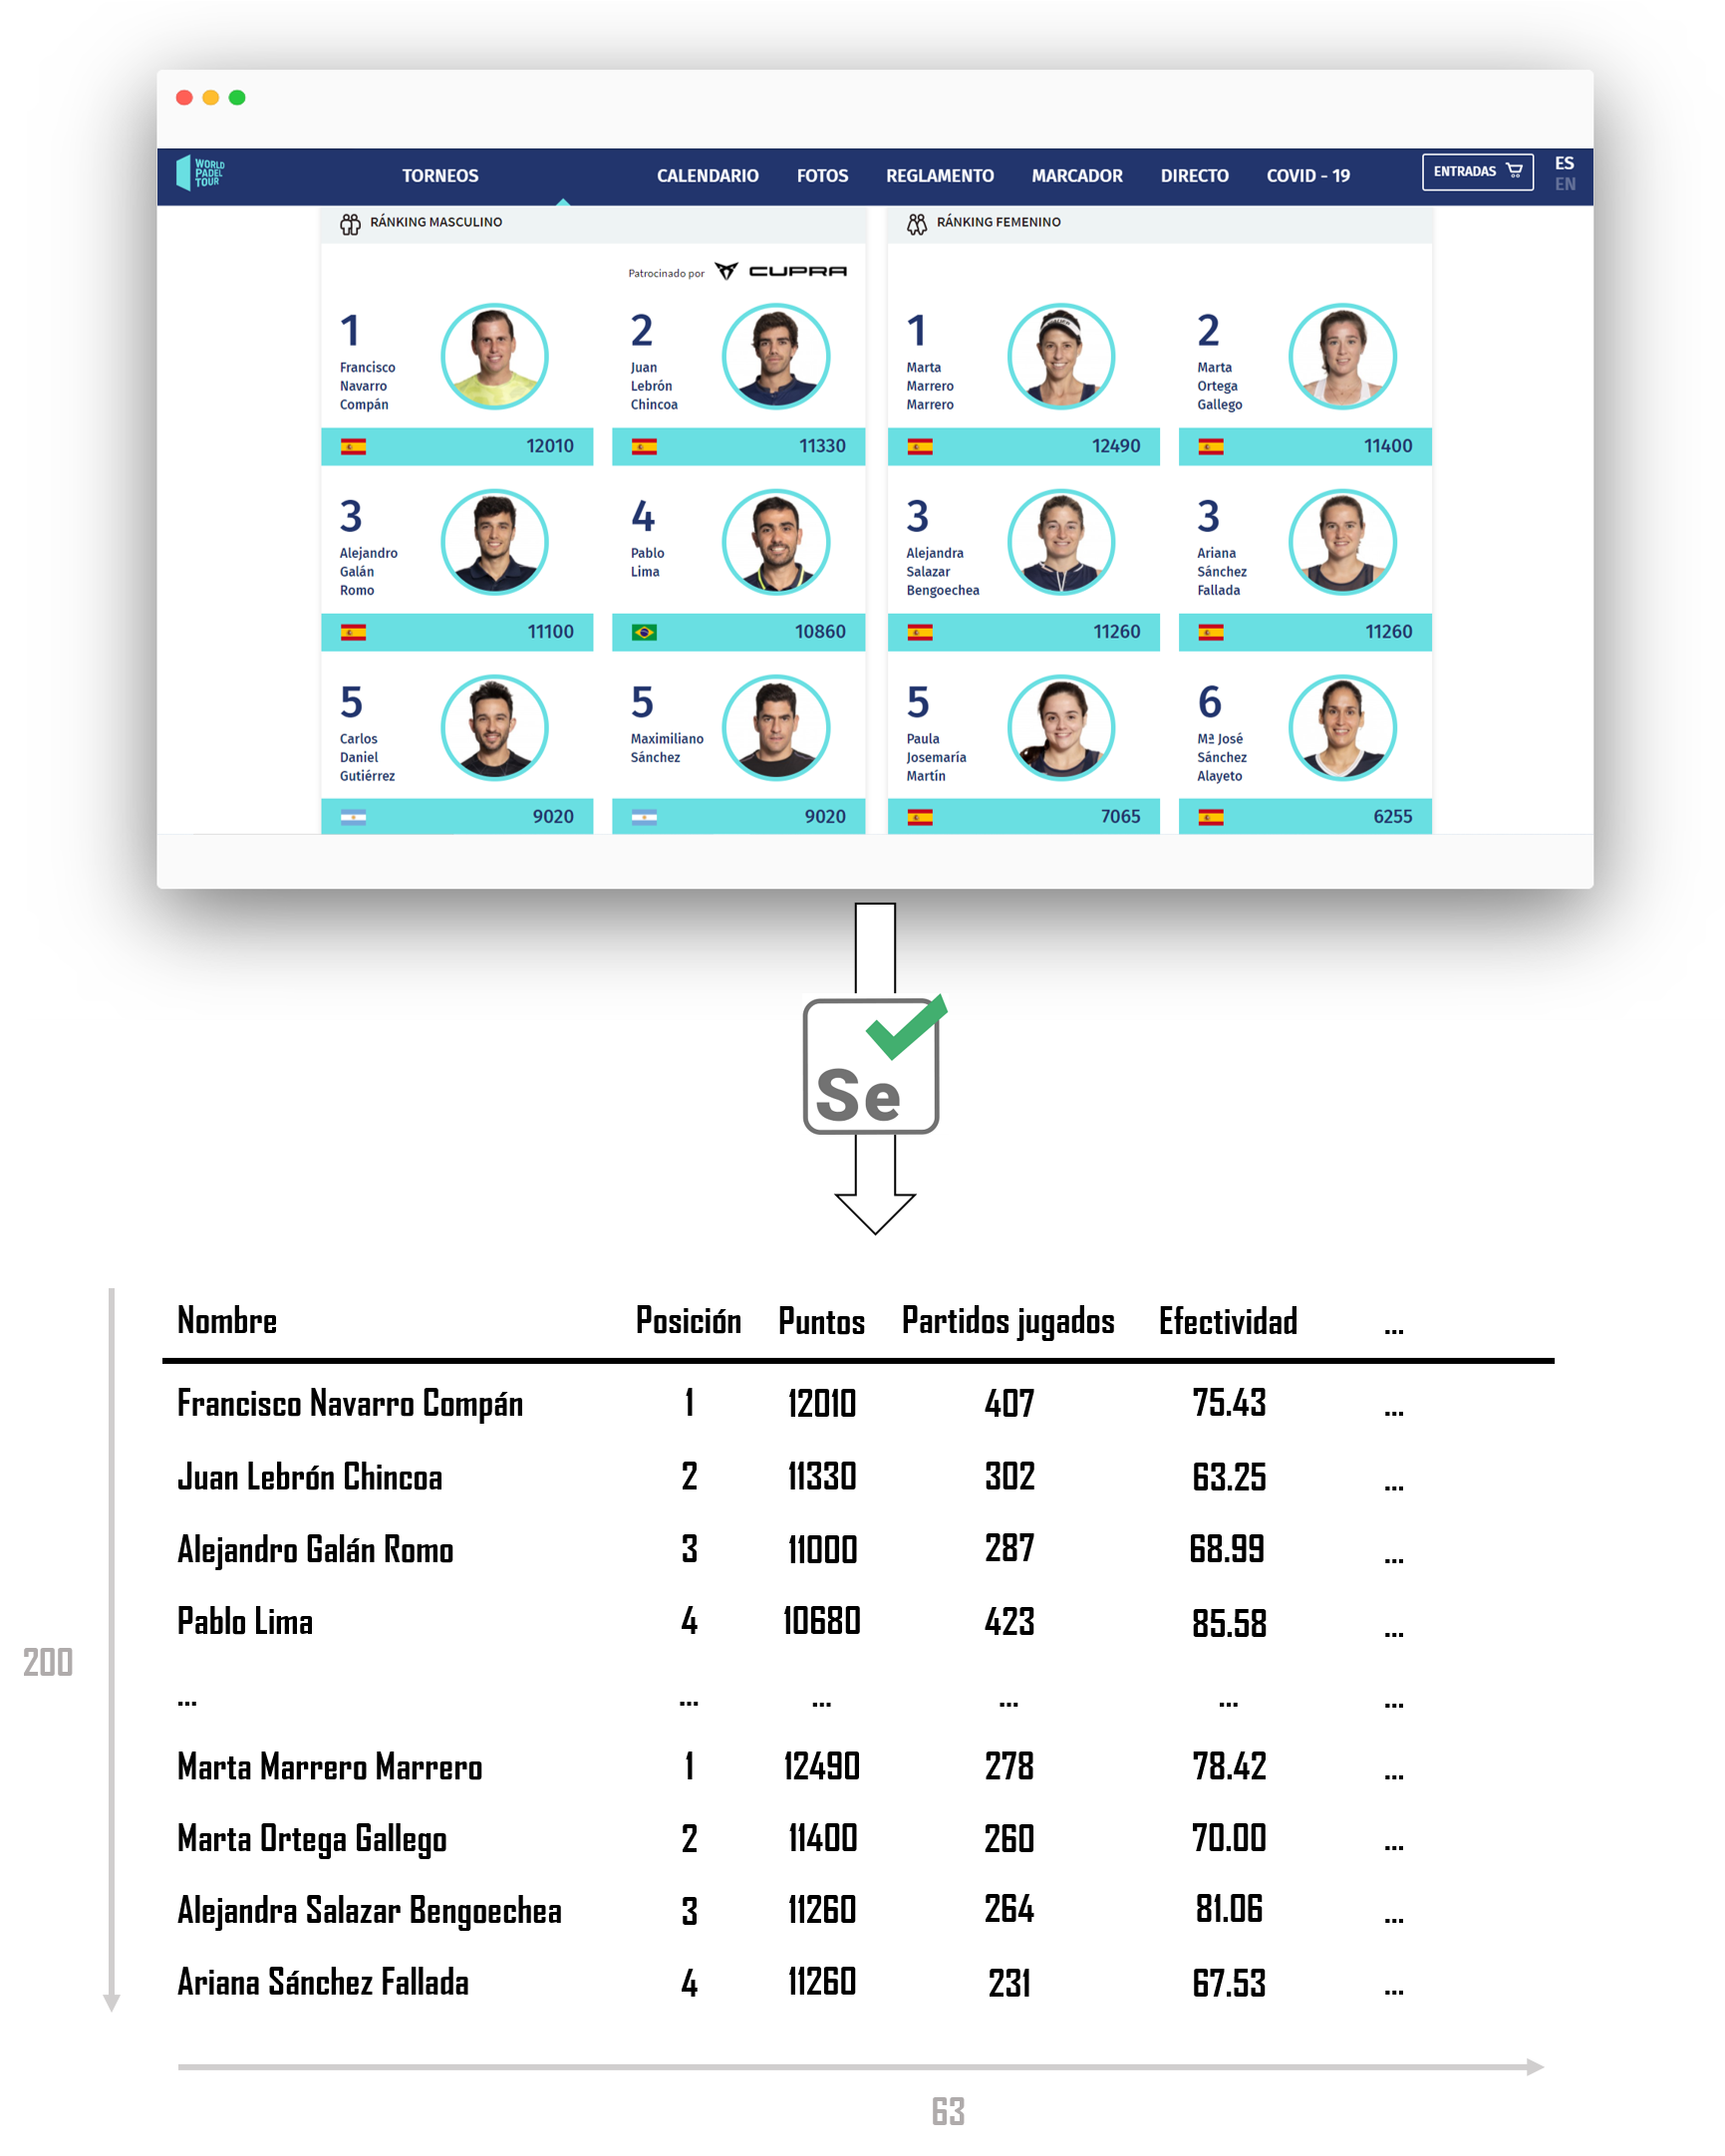 WORLD
PADEL
TOUR
TORNEOS CALENDARIO FOTOS REGLAMENTO MARCADOR DIRECTO COVID - 19 ENTRADAS ES
EN
RÁNKING MASCULINO
Patrocinado por CUPRA
1
Francisco
Navarro
Compán
12010
2
Juan
Lebrón
Chincoa
11330
3
Alejandro
Galán
Romo
11100
4
Pablo
Lima
10860
5
Carlos
Daniel
Gutiérrez
9020
5
Maximiliano
Sánchez
9020
RÁNKING FEMENINO
1
Marta
Marrero
Marrero
12490
2
Marta
Ortega
Gallego
11400
3
Alejandra
Salazar
Bengoechea
11260
3
Ariana
Sánchez
Fallada
11260
5
Paula
Josemaría
Martín
7065
6
Mª José
Sánchez
Alayeto
6255
Se
Nombre Posición Puntos Partidos jugados Efectividad ...
Francisco Navarro Compán 1 12010 407 75.43 ...
Juan Lebrón Chincoa 2 11330 302 63.25 ...
Alejandro Galán Romo 3 11000 287 68.99 ...
Pablo Lima 4 10680 423 85.58 ...
... ... ... ... ... ...
Marta Marrero Marrero 1 12490 278 78.42 ...
Marta Ortega Gallego 2 11400 260 70.00 ...
Alejandra Salazar Bengoechea 3 11260 264 81.06 ...
Ariana Sánchez Fallada 4 11260 231 67.53 ...
200
63